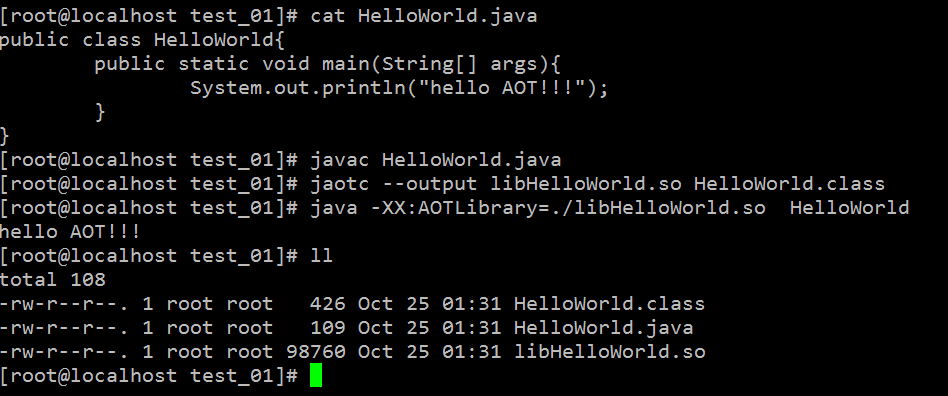 [root@localhost test_01]# cat HelloWorld.java
public class HelloWorld{
        public static void main(String[] args){
                System.out.println("hello AOT!!!");
        }
}
[root@localhost test_01]# javac HelloWorld.java
[root@localhost test_01]# jaotc --output libHelloWorld.so HelloWorld.class
[root@localhost test_01]# java -XX:AOTLibrary=./libHelloWorld.so  HelloWorld
hello AOT!!!
[root@localhost test_01]# ll
total 108
-rw-r--r--. 1 root root   426 Oct 25 01:31 HelloWorld.class
-rw-r--r--. 1 root root   109 Oct 25 01:31 HelloWorld.java
-rw-r--r--. 1 root root 98760 Oct 25 01:31 libHelloWorld.so
[root@localhost test_01]#